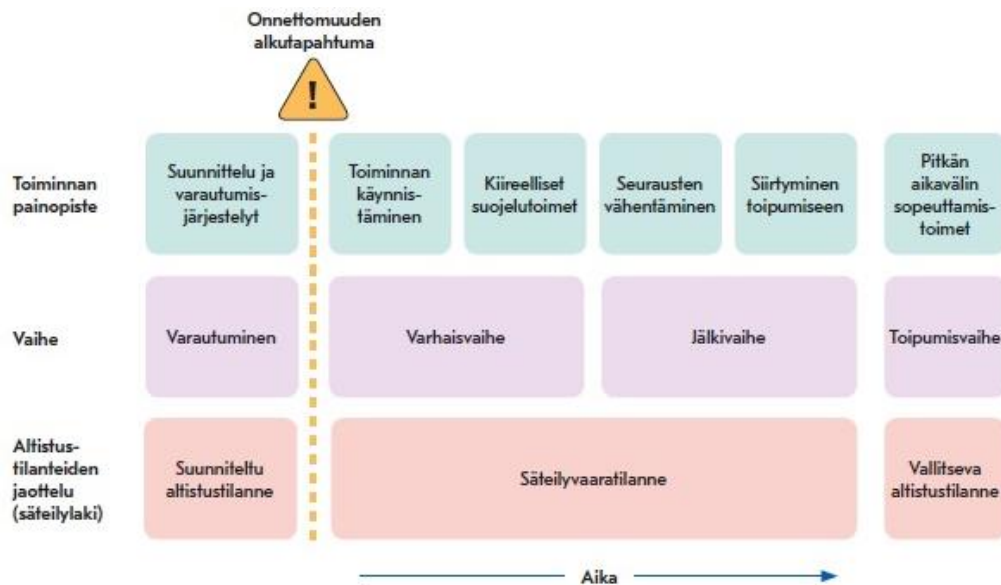 Onnettomuuden
alkutapahtuma
!
Toiminnan
painopiste
Suunnittelu ja
varautumis-
järjestelyt
Toiminnan
käynnis-
täminen
Kiireelliset
suojelutoimet
Seurausten
vähentäminen
Siirtyminen
toipumiseen
Pitkän
aikavälin
sopeuttamis-
toimet
Vaihe
Varautuminen
Varhaisvaihe
Jälkivaihe
Toipumisvaihe
Altistus-
tilanteiden
jaottelu
(säteilylaki)
Suunniteltu
altistustilanne
Säteilyvaaratilanne
Vallitseva
altistustilanne
Aika